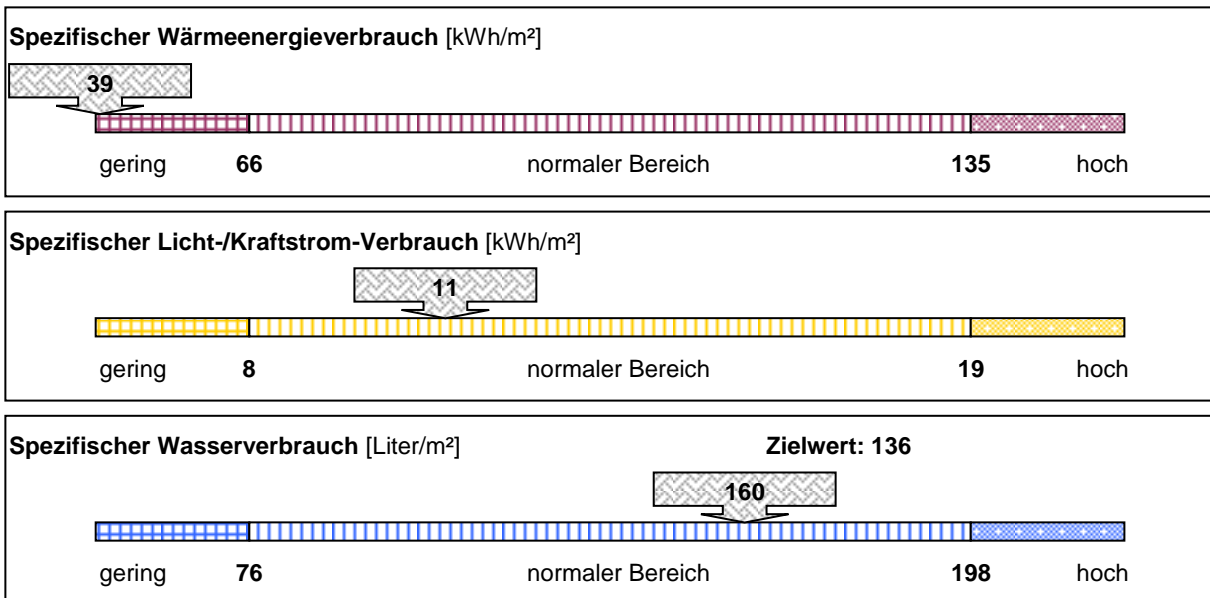 Spezifischer Wärmeenergieverbrauch [kWh/m²]
39
gering 66 normaler Bereich 135 hoch
Spezifischer Licht-/Kraftstrom-Verbrauch [kWh/m²]
11
gering 8 normaler Bereich 19 hoch
Spezifischer Wasserverbrauch [Liter/m²] Zielwert: 136
160
gering 76 normaler Bereich 198 hoch